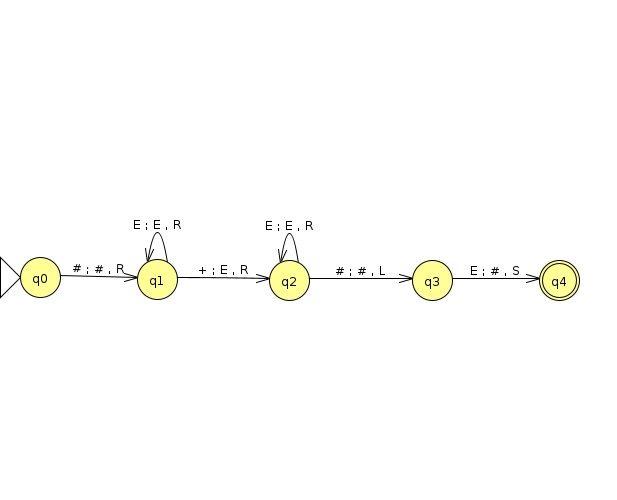 E ; E , R
E ; E , R
# ; # , R
+ ; E , R
# ; # , L
E ; # , S
q0
q1
q2
q3
q4